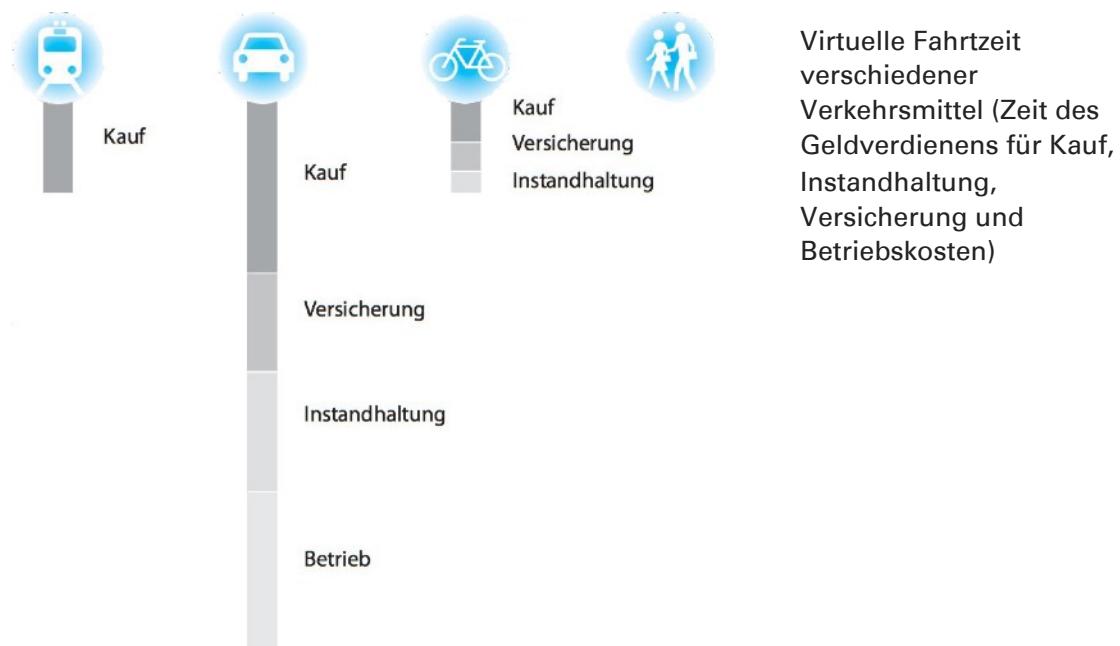 Kauf
Kauf
Versicherung
Instandhaltung
Betrieb
Kauf
Versicherung
Instandhaltung
Virtuelle Fahrtzeit
verschiedener
Verkehrsmittel (Zeit des
Geldverdienens für Kauf,
Instandhaltung,
Versicherung und
Betriebskosten)